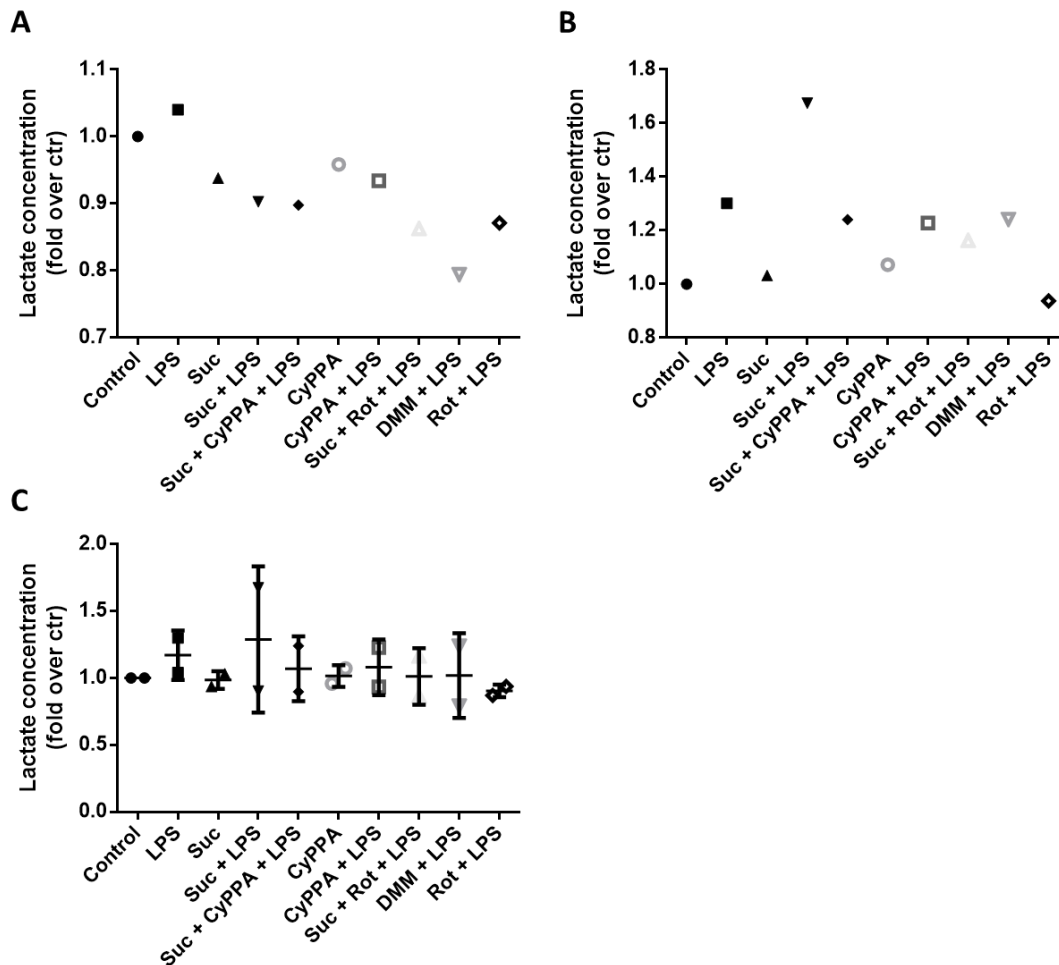 A
Lactate concentration
(fold over ctr)
1.1
1.0
0.9
0.8
0.7
Control
LPS
Suc
Suc + LPS
Suc + CyPPA + LPS
CyPPA
CyPPA + LPS
Suc + Rot + LPS
DMM + LPS
Rot + LPS
B
Lactate concentration
(fold over ctr)
1.8
1.6
1.4
1.2
1.0
0.8
Control
LPS
Suc
Suc + LPS
Suc + CyPPA + LPS
CyPPA
CyPPA + LPS
Suc + Rot + LPS
DMM + LPS
Rot + LPS
C
Lactate concentration
(fold over ctr)
2.0
1.5
1.0
0.5
0.0
Control
LPS
Suc
Suc + LPS
Suc + CyPPA + LPS
CyPPA
CyPPA + LPS
Suc + Rot + LPS
DMM + LPS
Rot + LPS